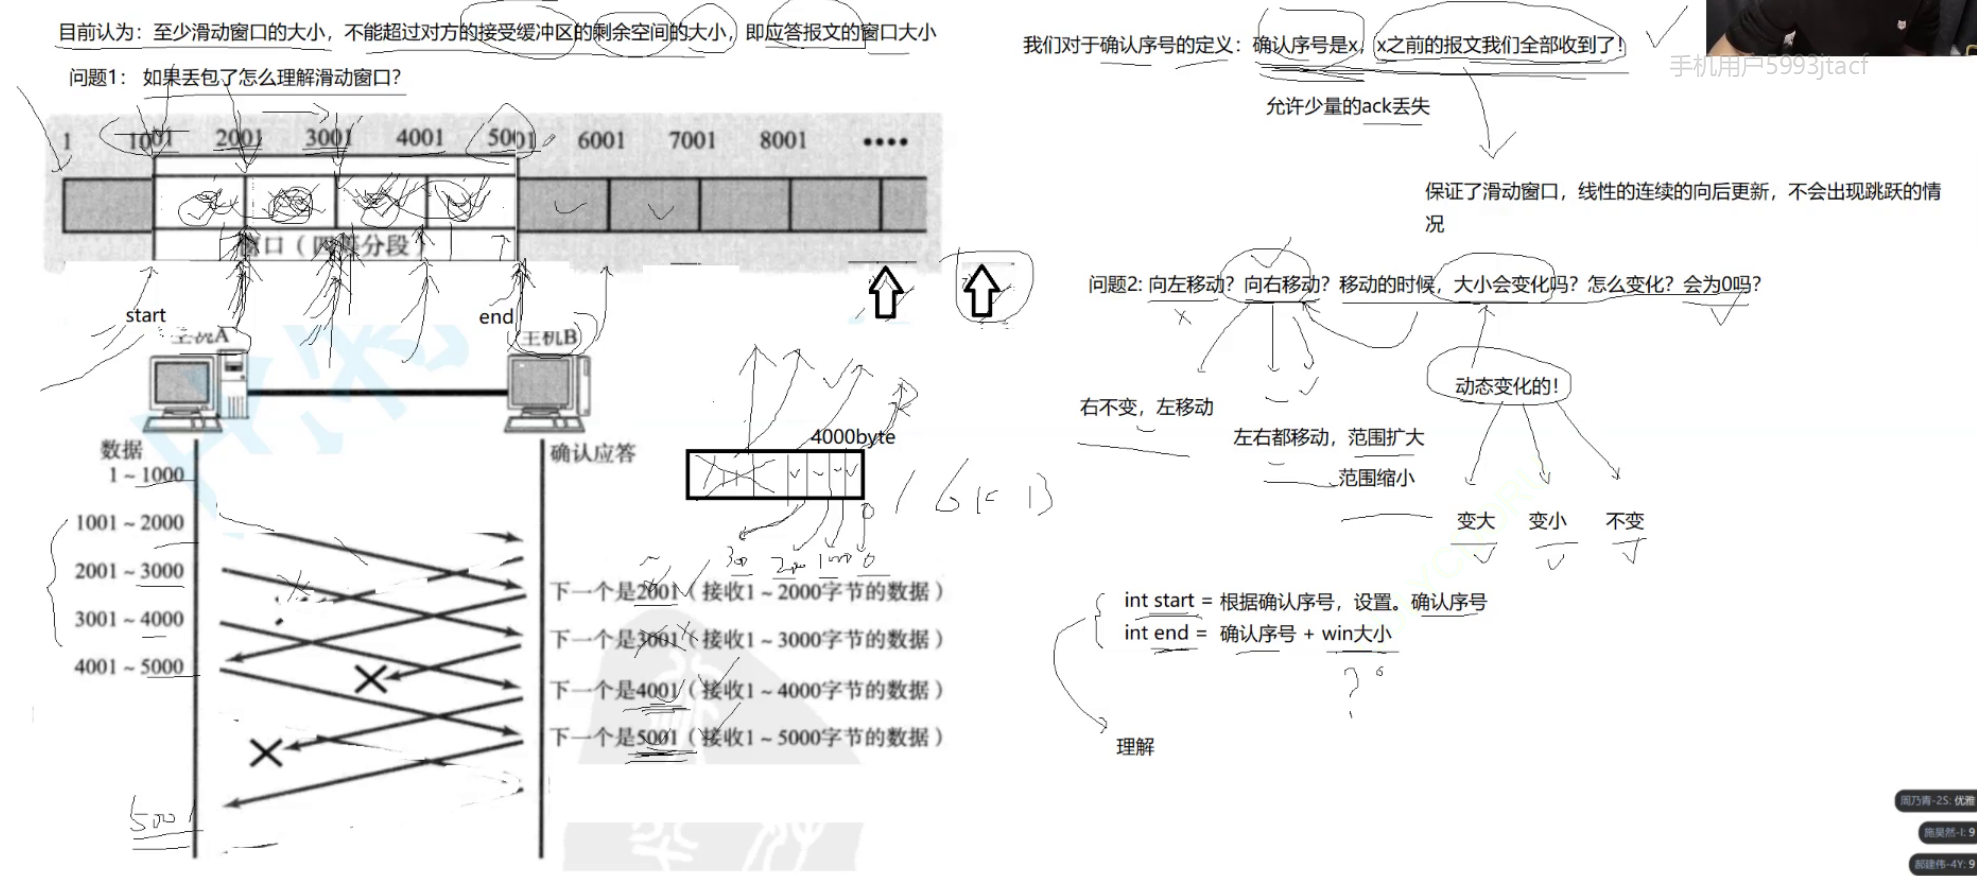 目前认为：至少滑动窗口的大小，不能超过对方的接受缓冲区的剩余空间的大小，即应答报文的窗口大小
问题1： 如果丢包了怎么理解滑动窗口？
1 1001 2001 3001 4001 5001 6001 7001 8001 ••••
窗口（四个分段）
start
end
主机A
主机B
数据
确认应答
1 ~ 1000
1001 ~ 2000
2001 ~ 3000
3001 ~ 4000
4001 ~ 5000
4000byte
300 200 1000 0
下一个是2001（接收1 ~ 2000字节的数据）
下一个是3001（接收1 ~ 3000字节的数据）
下一个是4001（接收1 ~ 4000字节的数据）
下一个是5001（接收1 ~ 5000字节的数据）
5001
我们对于确认序号的定义：确认序号是x，x之前的报文我们全部收到了！
手机用户5993jtacf
允许少量的ack丢失
保证了滑动窗口，线性的连续的向后更新，不会出现跳跃的情
况
问题2: 向左移动？向右移动？移动的时候，大小会变化吗？怎么变化？会为0吗？
动态变化的！
右不变，左移动
左右都移动，范围扩大
范围缩小
变大 变小 不变
int start = 根据确认序号，设置。确认序号
int end = 确认序号 + win大小
理解
周乃青-2S: 优雅
施昊然-I: 9
郝建伟-4Y: 9